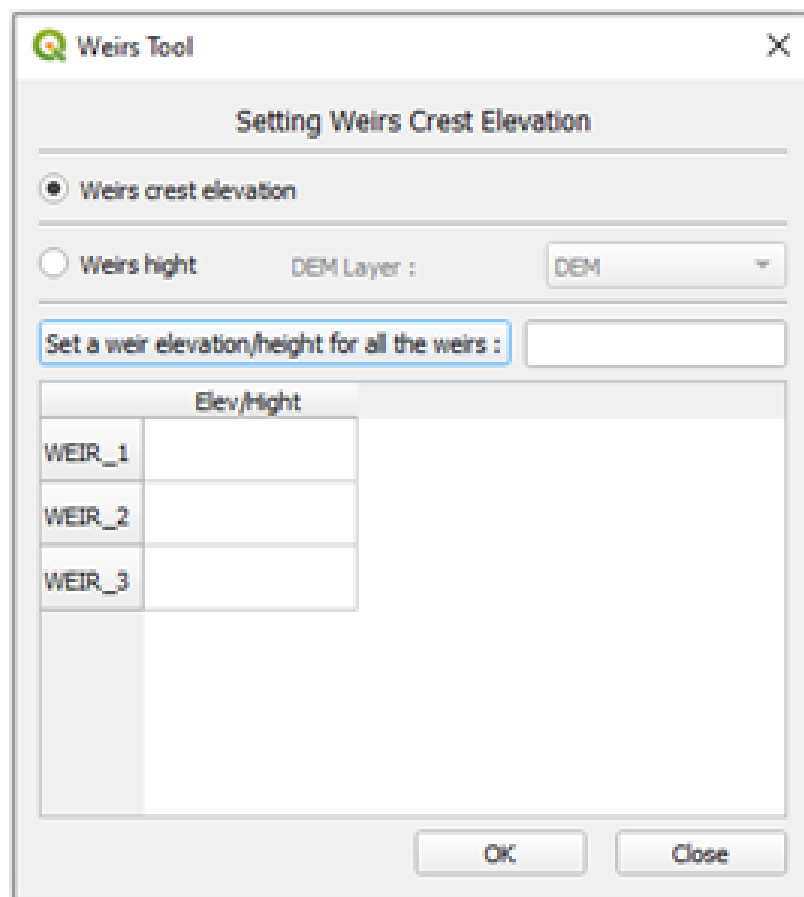 Weirs Tool
Setting Weirs Crest Elevation
Weirs crest elevation
Weirs hight DEM Layer : DEM
Set a weir elevation/height for all the weirs :
Elev/Hight
WEIR_1
WEIR_2
WEIR_3
OK Close